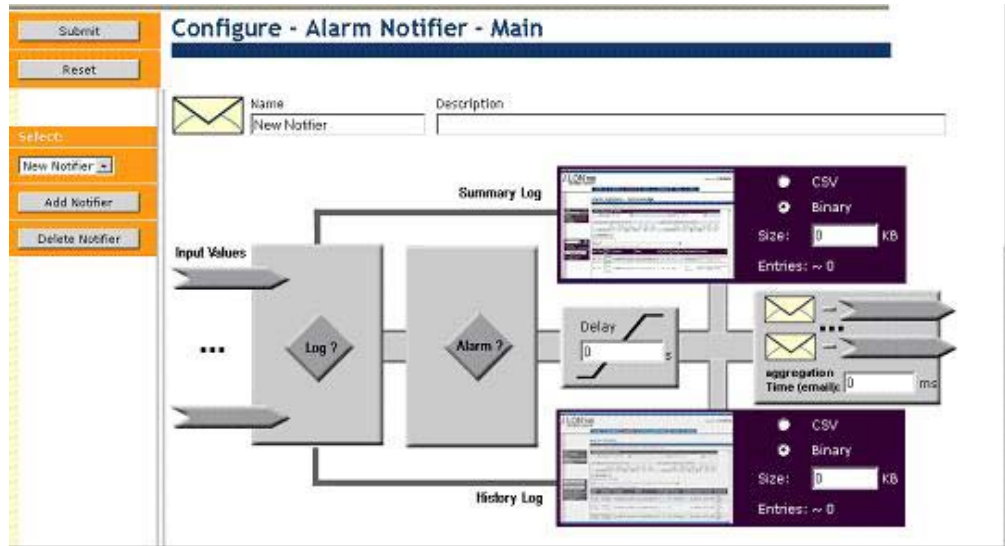 Submit
Configure - Alarm Notifier - Main
Reset
Name
Description
New Notifier
Select:
New Notifier
Add Notifier
Delete Notifier
Summary Log
CSV
Binary
Size: 0 KB
Entries: ~ 0
Input Values
Log ?
Alarm ?
Delay
0 s
...
...
aggregation
Time (email): 0 ms
CSV
Binary
Size: 0 KB
Entries: ~ 0
History Log